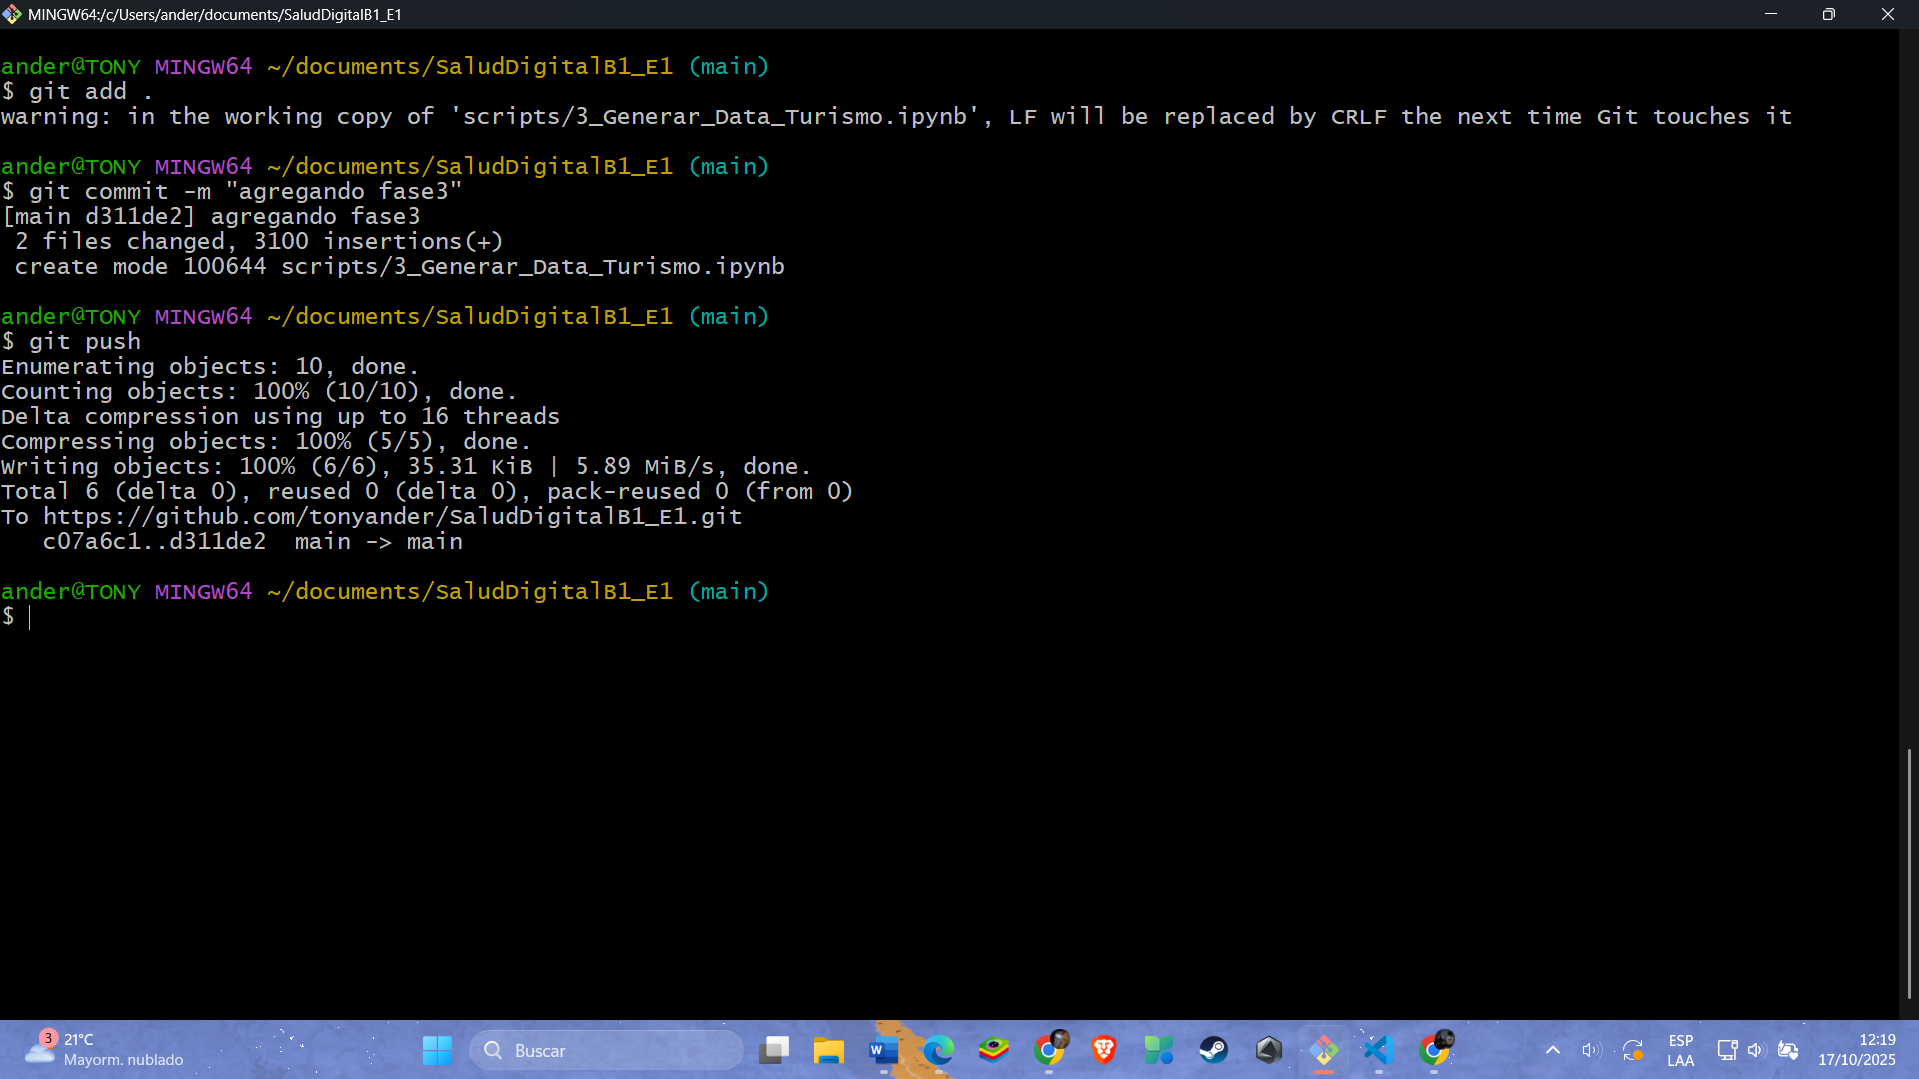 MINGW64:/c/Users/ander/documents/SaludDigitalB1_E1
ander@TONY MINGW64 ~/documents/SaludDigitalB1_E1 (main)
$ git add .
warning: in the working copy of 'scripts/3_Generar_Data_Turismo.ipynb', LF will be replaced by CRLF the next time Git touches it
ander@TONY MINGW64 ~/documents/SaludDigitalB1_E1 (main)
$ git commit -m "agregando fase3"
[main d311de2] agregando fase3
 2 files changed, 3100 insertions(+)
 create mode 100644 scripts/3_Generar_Data_Turismo.ipynb
ander@TONY MINGW64 ~/documents/SaludDigitalB1_E1 (main)
$ git push
Enumerating objects: 10, done.
Counting objects: 100% (10/10), done.
Delta compression using up to 16 threads
Compressing objects: 100% (5/5), done.
Writing objects: 100% (6/6), 35.31 KiB | 5.89 MiB/s, done.
Total 6 (delta 0), reused 0 (delta 0), pack-reused 0 (from 0)
To https://github.com/tonyander/SaludDigitalB1_E1.git
   c07a6c1..d311de2  main -> main
ander@TONY MINGW64 ~/documents/SaludDigitalB1_E1 (main)
$
3
21°C
Mayorm. nublado
Buscar
ESP
LAA
12:19
17/10/2025